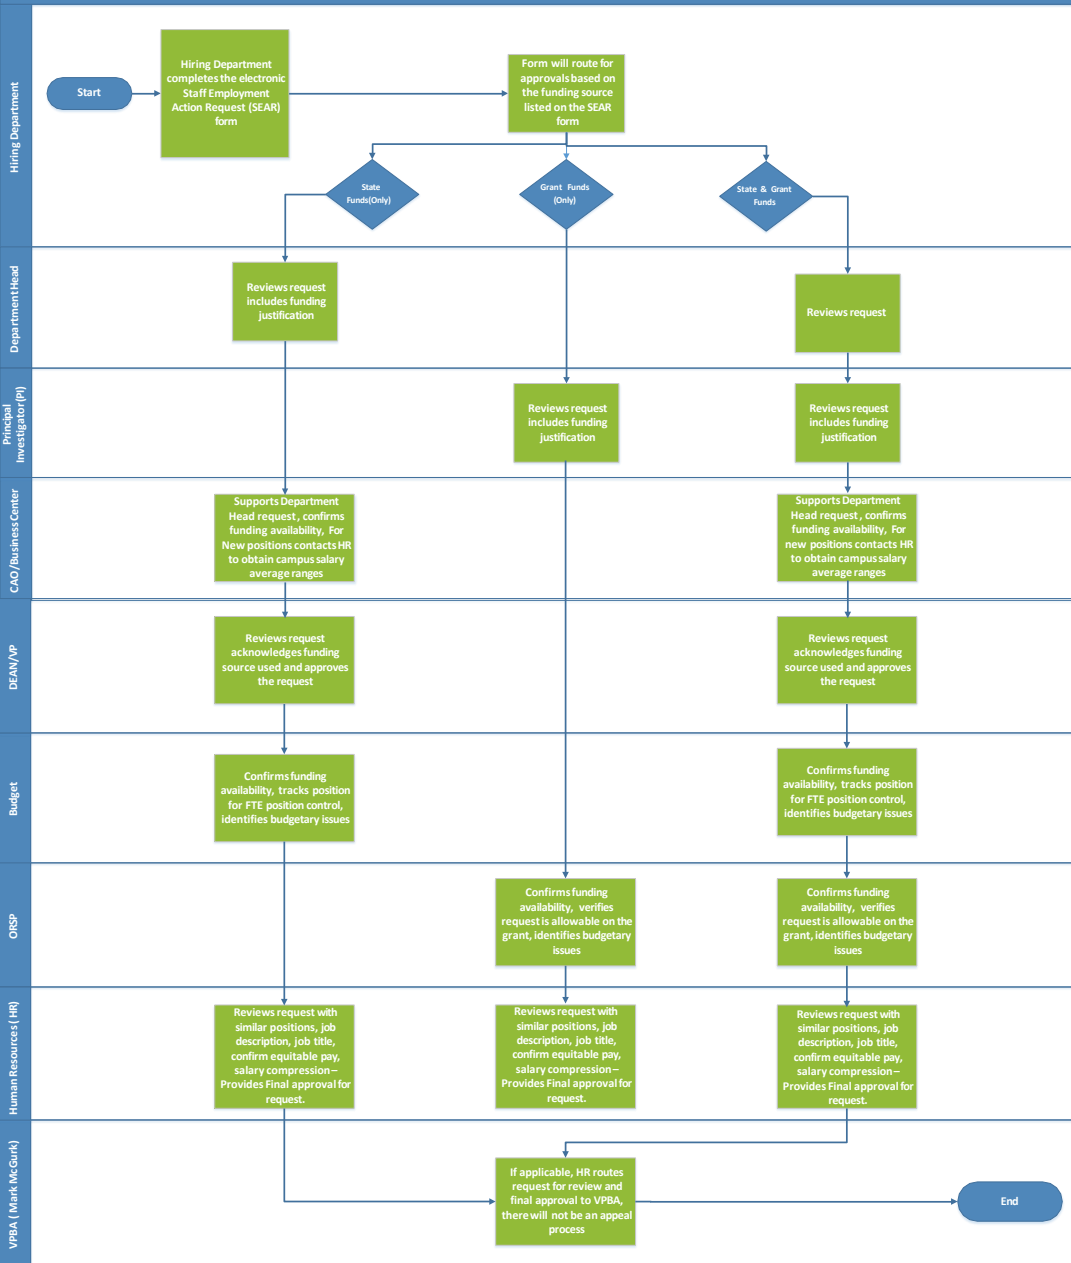 Hiring Department
Start
Hiring Department
completes the electronic
Staff Employment
Action Request (SEAR)
form
Form will route for
approvals based on
the funding source
listed on the SEAR
form
State
Funds(Only)
Grant Funds
(Only)
State & Grant
Funds
Department Head
Reviews request
includes funding
justification
Reviews request
Principal
Investigator(PI)
Reviews request
includes funding
justification
Reviews request
includes funding
justification
CAO/Business Center
Supports Department
Head request , confirms
funding availability, For
New positions contacts HR
to obtain campus salary
average ranges
Supports Department
Head request , confirms
funding availability, For
new positions contacts HR
to obtain campus salary
average ranges
DEAN/VP
Reviews request
acknowledges funding
source used and approves
the request
Reviews request
acknowledges funding
source used and approves
the request
Budget
Confirms funding
availability, tracks position
for FTE position control,
identifies budgetary issues
Confirms funding
availability, tracks position
for FTE position control,
identifies budgetary issues
ORSP
Confirms funding
availability, verifies
request is allowable on the
grant, identifies budgetary
issues
Confirms funding
availability, verifies
request is allowable on the
grant, identifies budgetary
issues
Human Resources ( HR)
Reviews request with
similar positions, job
description, job title,
confirm equitable pay,
salary compression –
Provides Final approval for
request.
Reviews request with
similar positions, job
description, job title,
confirm equitable pay,
salary compression –
Provides Final approval for
request.
Reviews request with
similar positions, job
description, job title,
confirm equitable pay,
salary compression –
Provides Final approval for
request.
VPBA ( Mark McGurk)
If applicable, HR routes
request for review and
final approval to VPBA,
there will not be an appeal
process
End